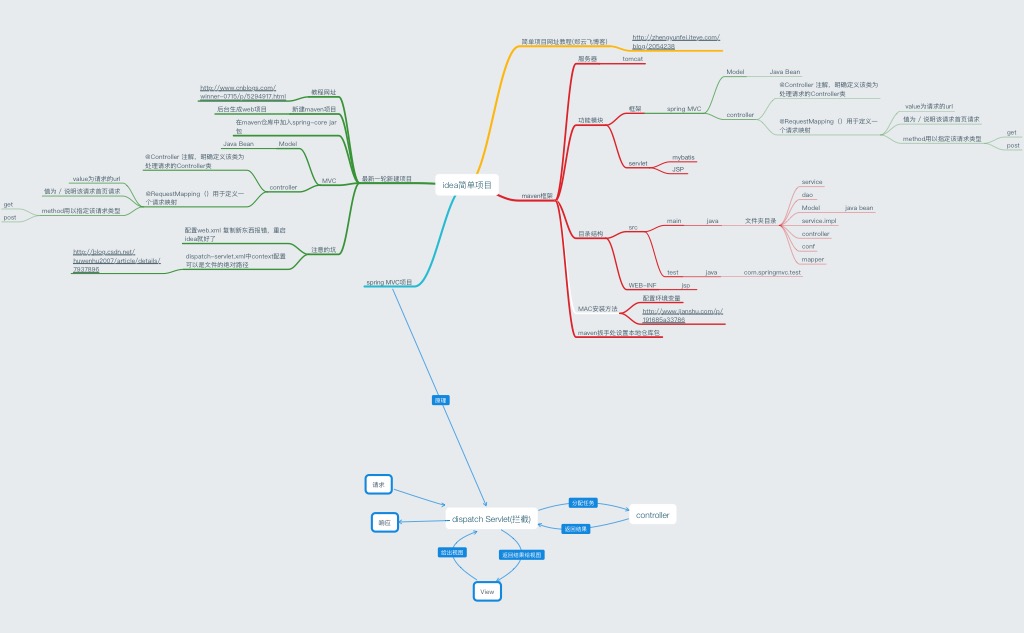 idea简单项目
简单项目网址教程(郑云飞博客)
http://zhengyunfei.iteye.com/
blog/2054238
maven框架
服务器
tomcat
功能模块
框架
spring MVC
Model
Java Bean
controller
@Controller 注解，明确定义该类为
处理请求的Controller类
@RequestMapping（）用于定义一
个请求映射
value为请求的url
值为 / 说明该请求首页请求
method用以指定该请求类型
get
post
servlet
mybatis
JSP
目录结构
src
main
java
文件夹目录
service
dao
Model
java bean
service.impl
controller
conf
mapper
test
java
com.springmvc.test
WEB-INF
jsp
MAC安装方法
配置环境变量
http://www.jianshu.com/p/
191685a33786
maven扳手处设置本地仓库包
最新一轮新建项目
教程网址
http://www.cnblogs.com/
winner-0715/p/5294917.html
新建maven项目
后台生成web项目
在maven仓库中加入spring-core jar
包
MVC
Model
Java Bean
controller
@Controller 注解，明确定义该类为
处理请求的Controller类
@RequestMapping（）用于定义一
个请求映射
value为请求的url
值为 / 说明该请求首页请求
method用以指定该请求类型
get
post
注意的坑
配置web.xml 复制新东西报错，重启
idea就好了
dispatch-servlet.xml中context配置
可以是文件的绝对路径
http://blog.csdn.net/
huwenhu2007/article/details/
7937896
spring MVC项目
原理
请求
响应
dispatch Servlet(拦截)
分配任务
返回结果
controller
给出视图
返回结果给视图
View